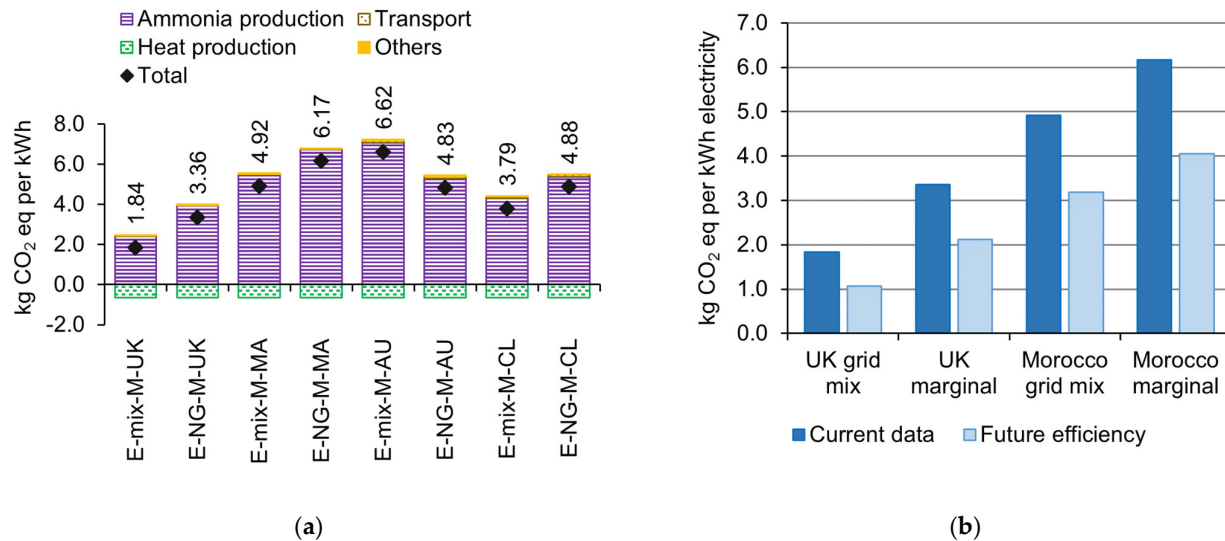 Ammonia production
Transport
Heat production
Others
Total
kg CO₂ eq per kWh
8.0
6.0
4.0
2.0
0.0
-2.0
1.84
3.36
4.92
6.17
6.62
4.83
3.79
4.88
E-mix-M-UK
E-NG-M-UK
E-mix-M-MA
E-NG-M-MA
E-mix-M-AU
E-NG-M-AU
E-mix-M-CL
E-NG-M-CL
(a)
kg CO₂ eq per kWh electricity
7.0
6.0
5.0
4.0
3.0
2.0
1.0
0.0
UK grid
mix
UK
marginal
Morocco
grid mix
Morocco
marginal
Current data
Future efficiency
(b)